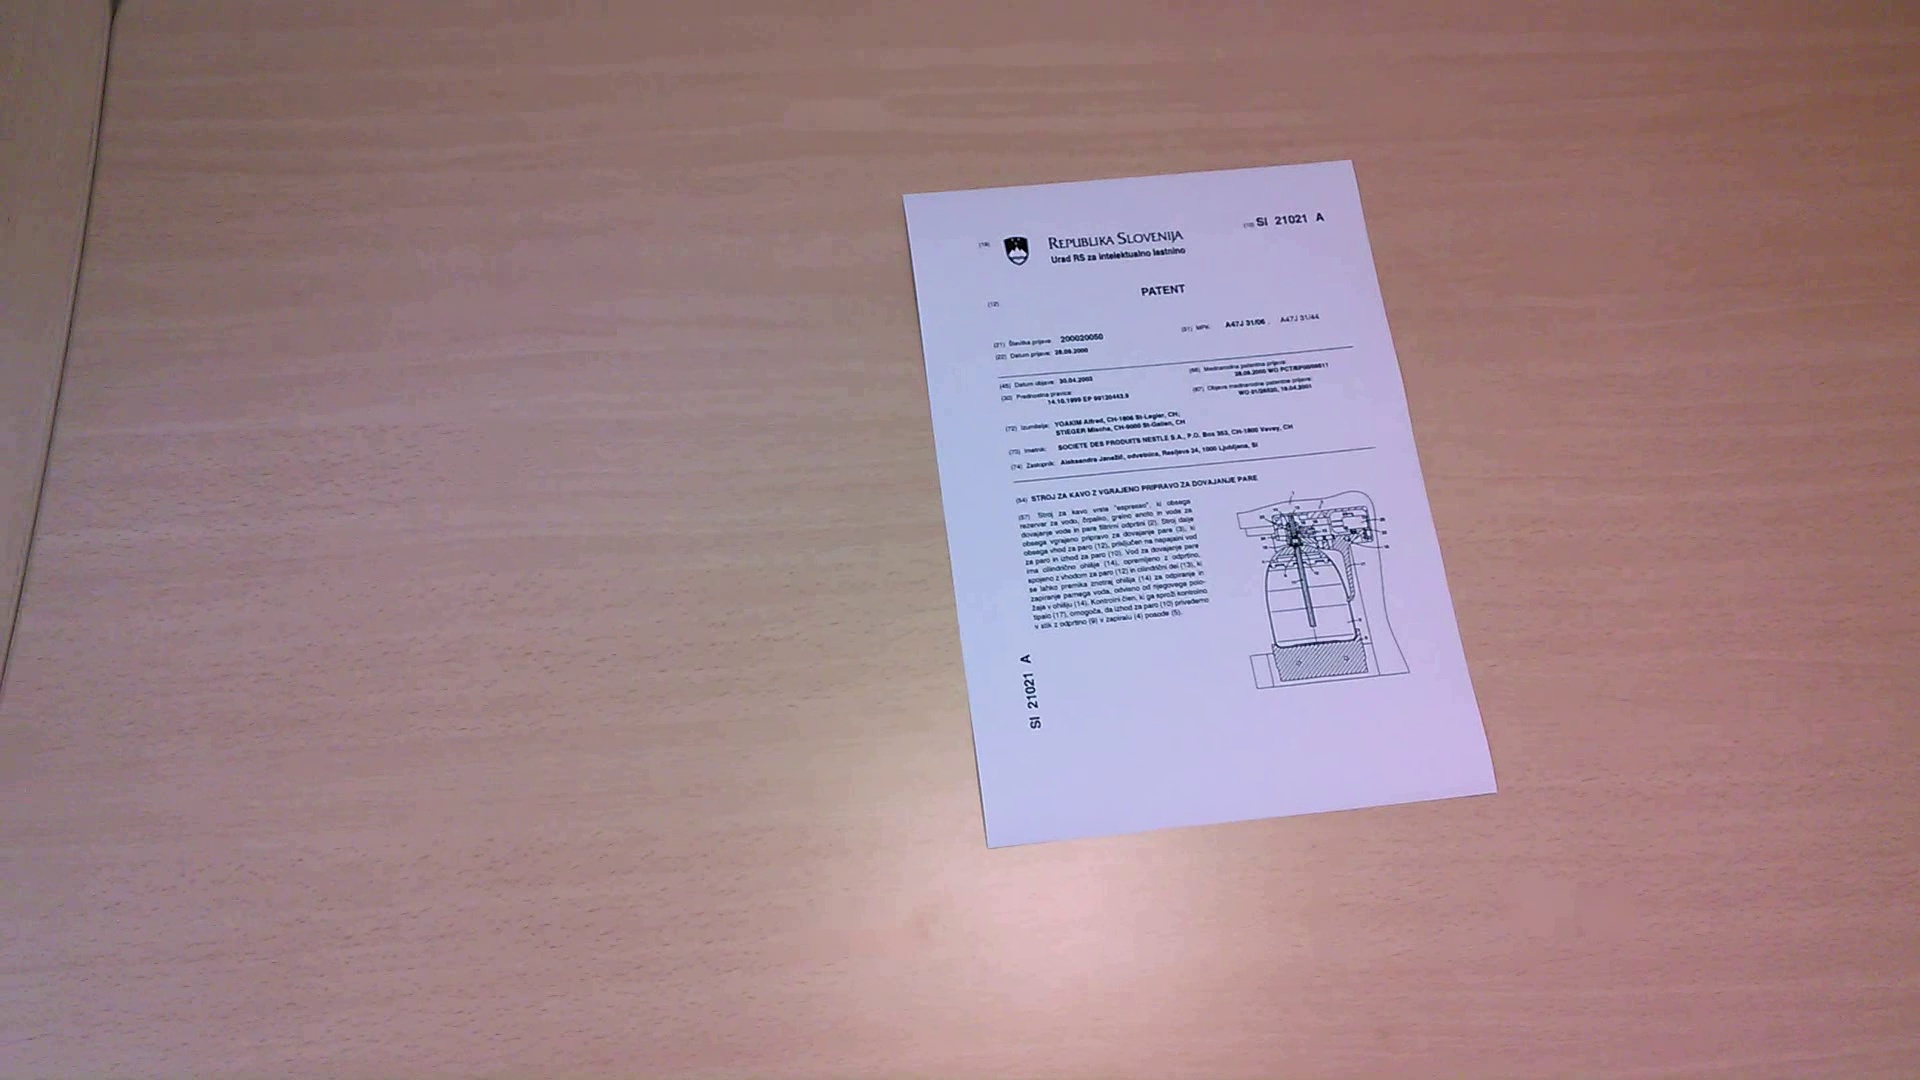 (19) REPUBLIKA SLOVENIJA
Urad RS za intelektualno lastnino
(10) SI 21021 A
(12) PATENT
(21) Številka prijave: 200020050
(22) Datum prijave: 28.09.2000
(51) MPK: A47J 31/06, A47J 31/44
(45) Datum objave: 30.04.2003
(30) Prednostna pravica:
14.10.1999 EP 99120443.9
(86) Mednarodna patentna prijava:
28.09.2000 WO
(87) Objava mednarodne patentne prijave:
19.04.2001
(72) Izumitelja: YOAKIM Alfred, CH-1806 St-Legier, CH;
STIEGER Mischa, CH-9000 St-Gallen, CH
(73) Imetnik: SOCIETE DES PRODUITS NESTLE S.A., P.O. Box 353, CH-1800 Vevey, CH
(74) Zastopnik: Aleksandra Janežič, odvetnica, Resljeva 24, 1000 Ljubljana, SI
(54) STROJ ZA KAVO Z VGRAJENO PRIPRAVO ZA DOVAJANJE PARE
(57) Stroj za kavo vrste "espresso", ki obsega
rezervar za vodo, črpalko, grelno enoto in voda za
dovajanje vode in pare filtrirni odprtini (2). Stroj dalje
obsega vgrajeno pripravo za dovajanje pare (3), ki
obsega vhod za paro (12), priključen na napajalni vod
za paro in izhod za paro (10). Vod za dovajanje pare
ima cilindrično ohišje (14), opremljeno z odprtino,
spojeno z vhodom za paro (12) in cilindrični del (13), ki
se lahko premika znotraj ohišja (14) za odpiranje in
zapiranje parnega voda, odvisno od njegovega polo-
žaja v ohišju (14). Kontrolni člen, ki ga sproži kontrolno
tipalo (17), omogoča, da izhod za paro (10) privedemo
v stik z odprtino (9) v zapiralu (4) posode (5).
SI 21021 A